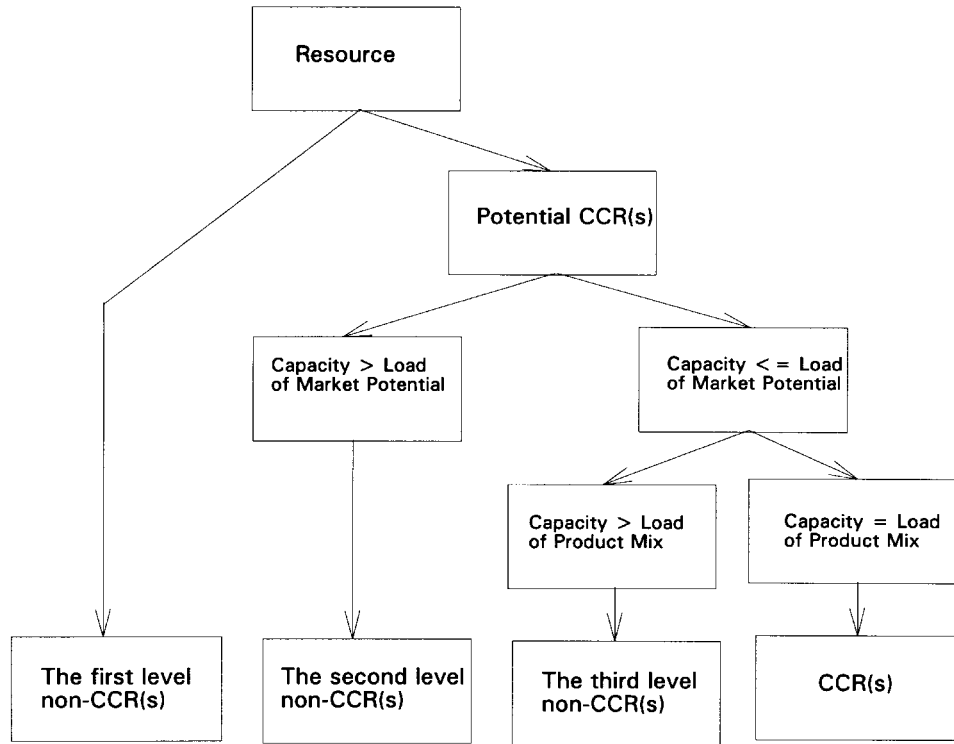 Resource
Potential CCR(s)
Capacity > Load
of Market Potential
Capacity < = Load
of Market Potential
Capacity > Load
of Product Mix
Capacity = Load
of Product Mix
The first level
non-CCR(s)
The second level
non-CCR(s)
The third level
non-CCR(s)
CCR(s)